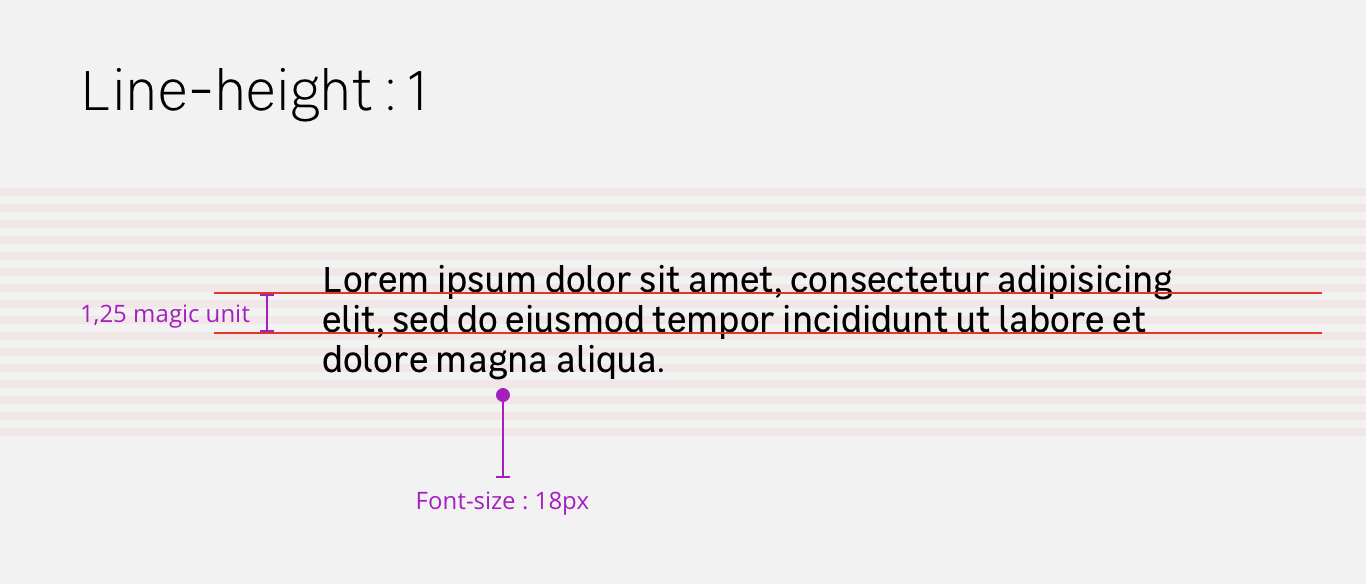 Line-height : 1
Lorem ipsum dolor sit amet, consectetur adipisicing
1,25 magic unit
elit, sed do eiusmod tempor incididunt ut labore et
dolore magna aliqua.
Font-size : 18px